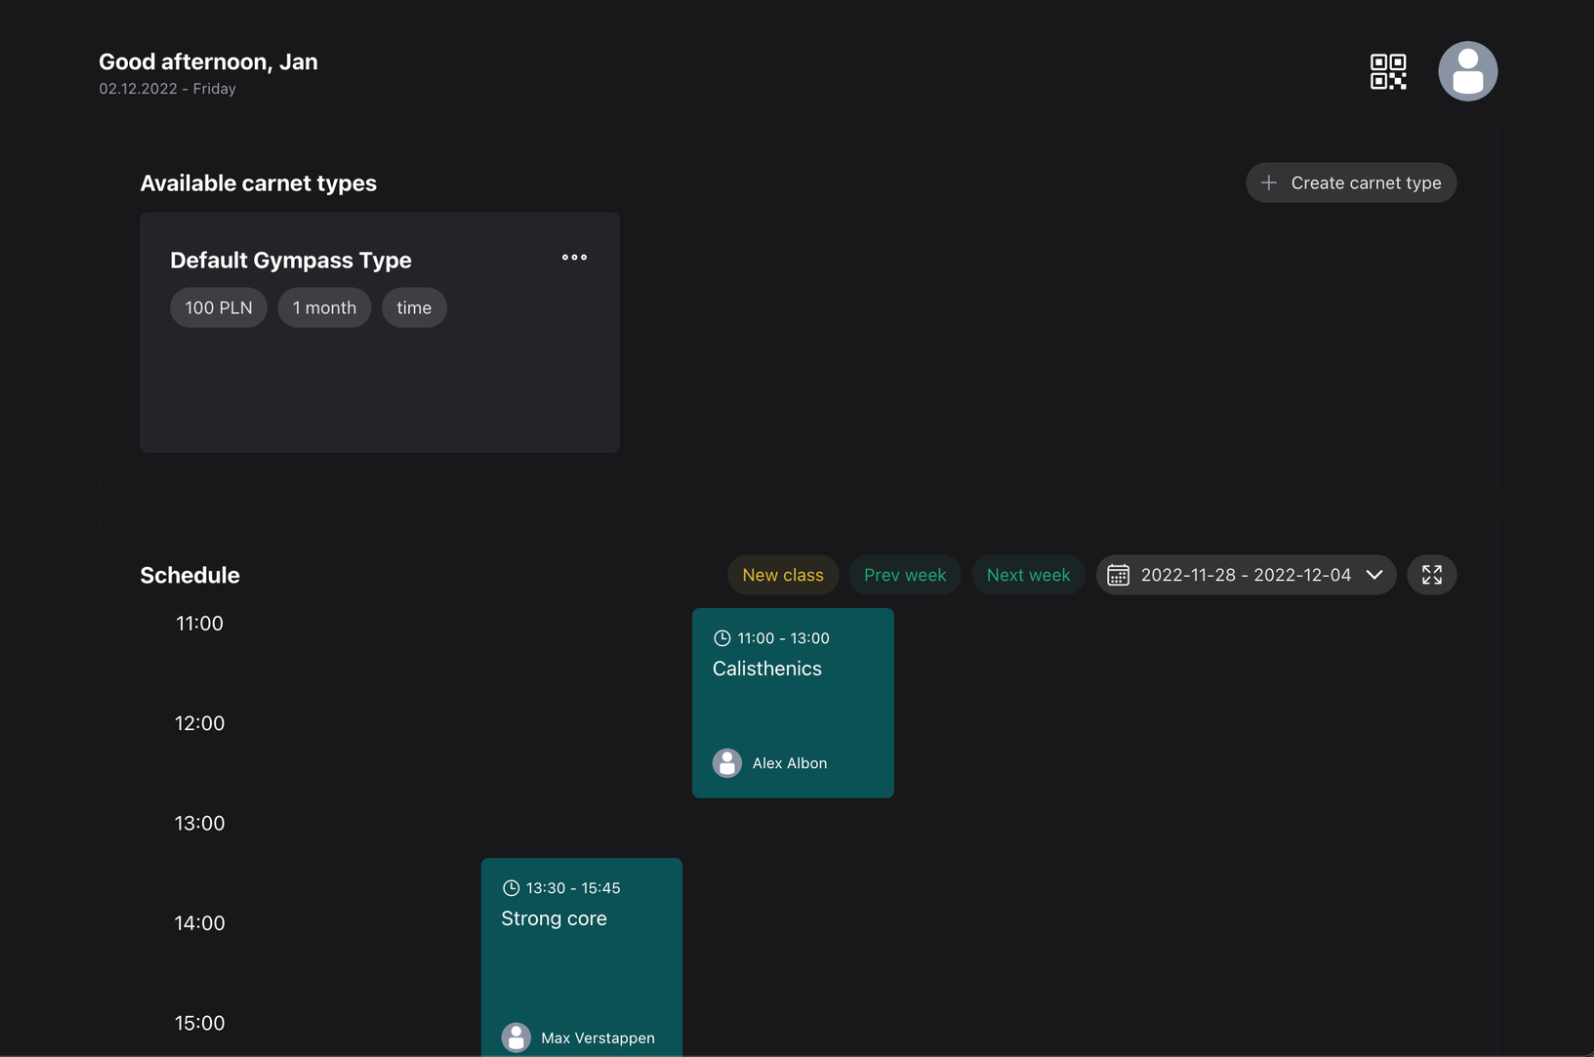 Good afternoon, Jan
02.12.2022 - Friday
Available carnet types
Create carnet type
Default Gympass Type
100 PLN
1 month
time
Schedule
New class
Prev week
Next week
2022-11-28 - 2022-12-04
11:00
11:00 - 13:00
Calisthenics
12:00
Alex Albon
13:00
13:30 - 15:45
Strong core
14:00
15:00
Max Verstappen